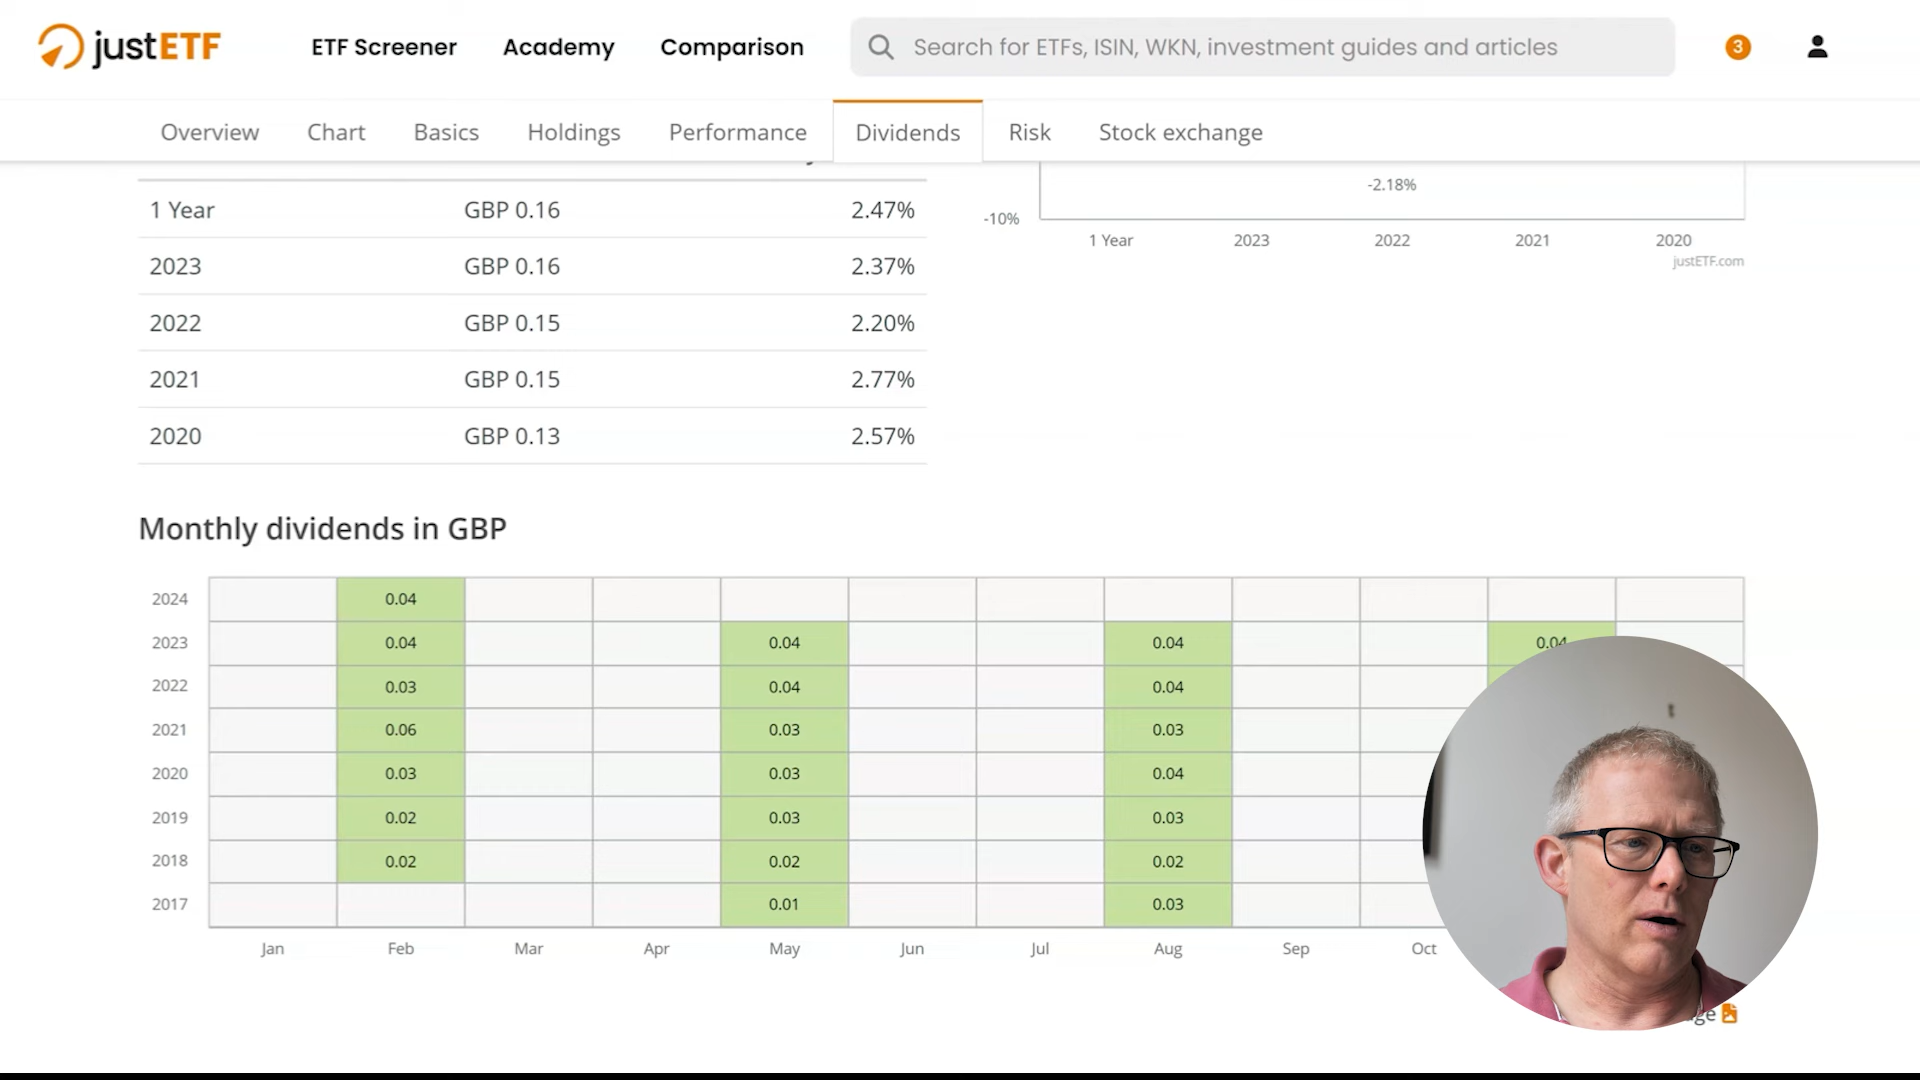 justETF ETF Screener Academy Comparison Search for ETFs, ISIN, WKN, investment guides and articles 3
Overview Chart Basics Holdings Performance Dividends Risk Stock exchange
1 Year GBP 0.16 2.47%
2023 GBP 0.16 2.37%
2022 GBP 0.15 2.20%
2021 GBP 0.15 2.77%
2020 GBP 0.13 2.57%
-2.18%
-10%
1 Year 2023 2022 2021 2020
justETF.com
Monthly dividends in GBP
2024 0.04
2023 0.04 0.04 0.04 0.04
2022 0.03 0.04 0.04
2021 0.06 0.03 0.03
2020 0.03 0.03 0.04
2019 0.02 0.03 0.03
2018 0.02 0.02 0.02
2017 0.01 0.03
Jan Feb Mar Apr May Jun Jul Aug Sep Oct